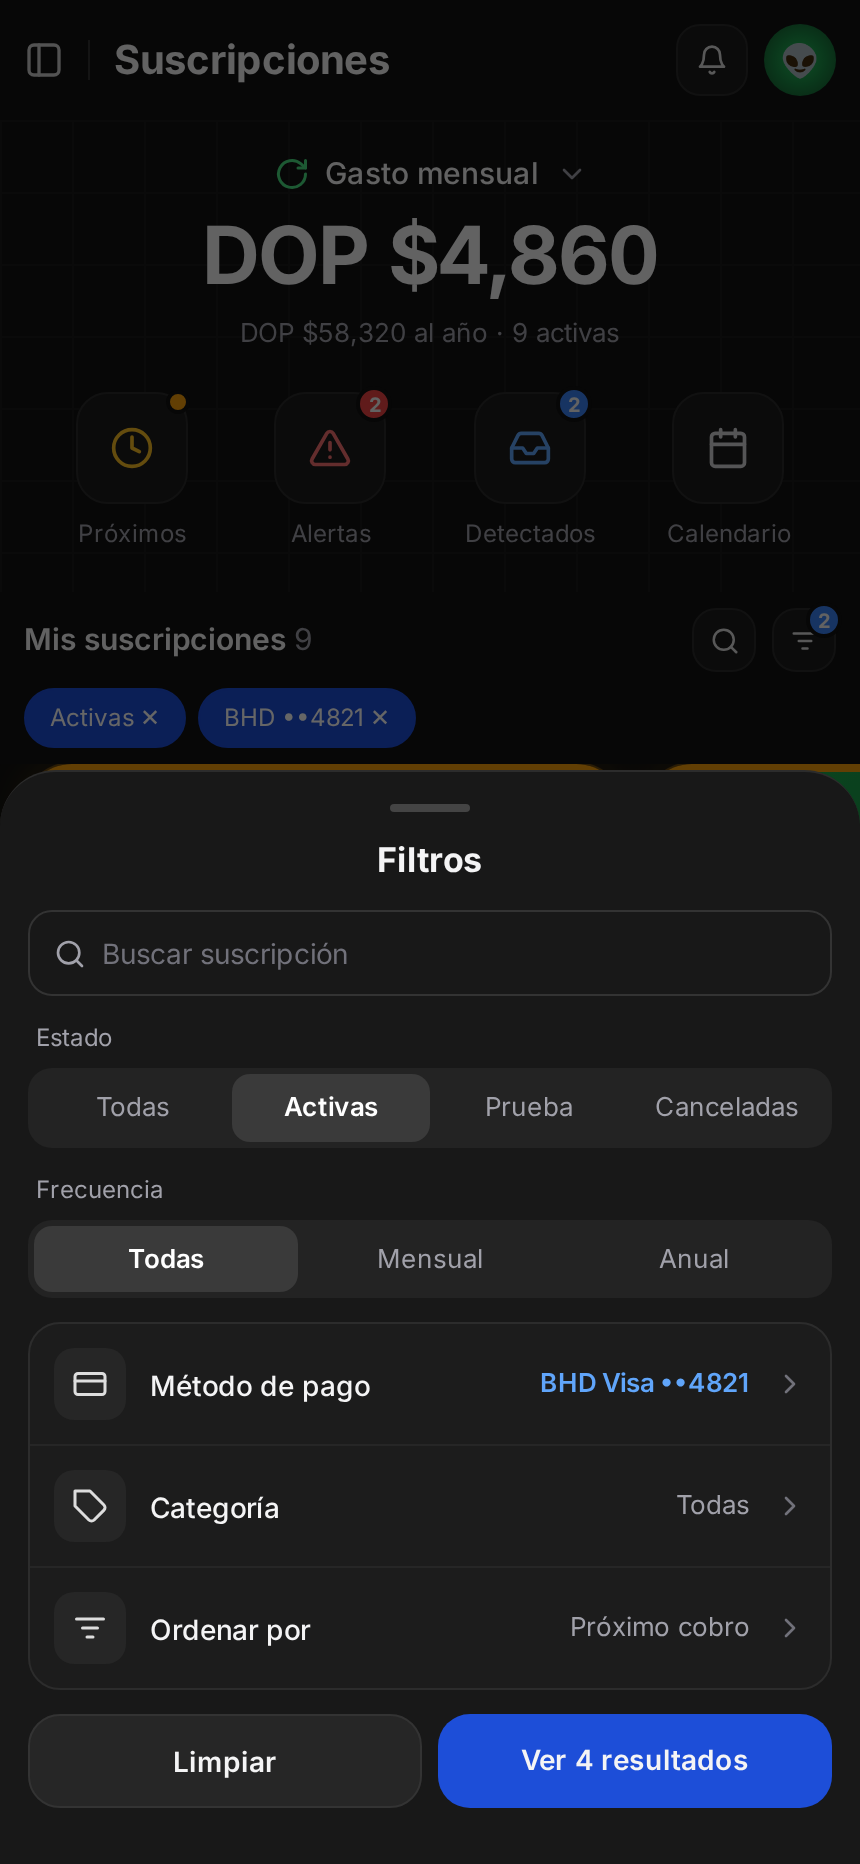 Suscripciones
Gasto mensual
DOP $4,860
DOP $58,320 al año · 9 activas
2
2
Próximos
Alertas
Detectados
Calendario
Mis suscripciones 9
2
Activas ✕
BHD ••4821 ✕
Filtros
Buscar suscripción
Estado
Todas
Activas
Prueba
Canceladas
Frecuencia
Todas
Mensual
Anual
Método de pago
BHD Visa ••4821
Categoría
Todas
Ordenar por
Próximo cobro
Limpiar
Ver 4 resultados